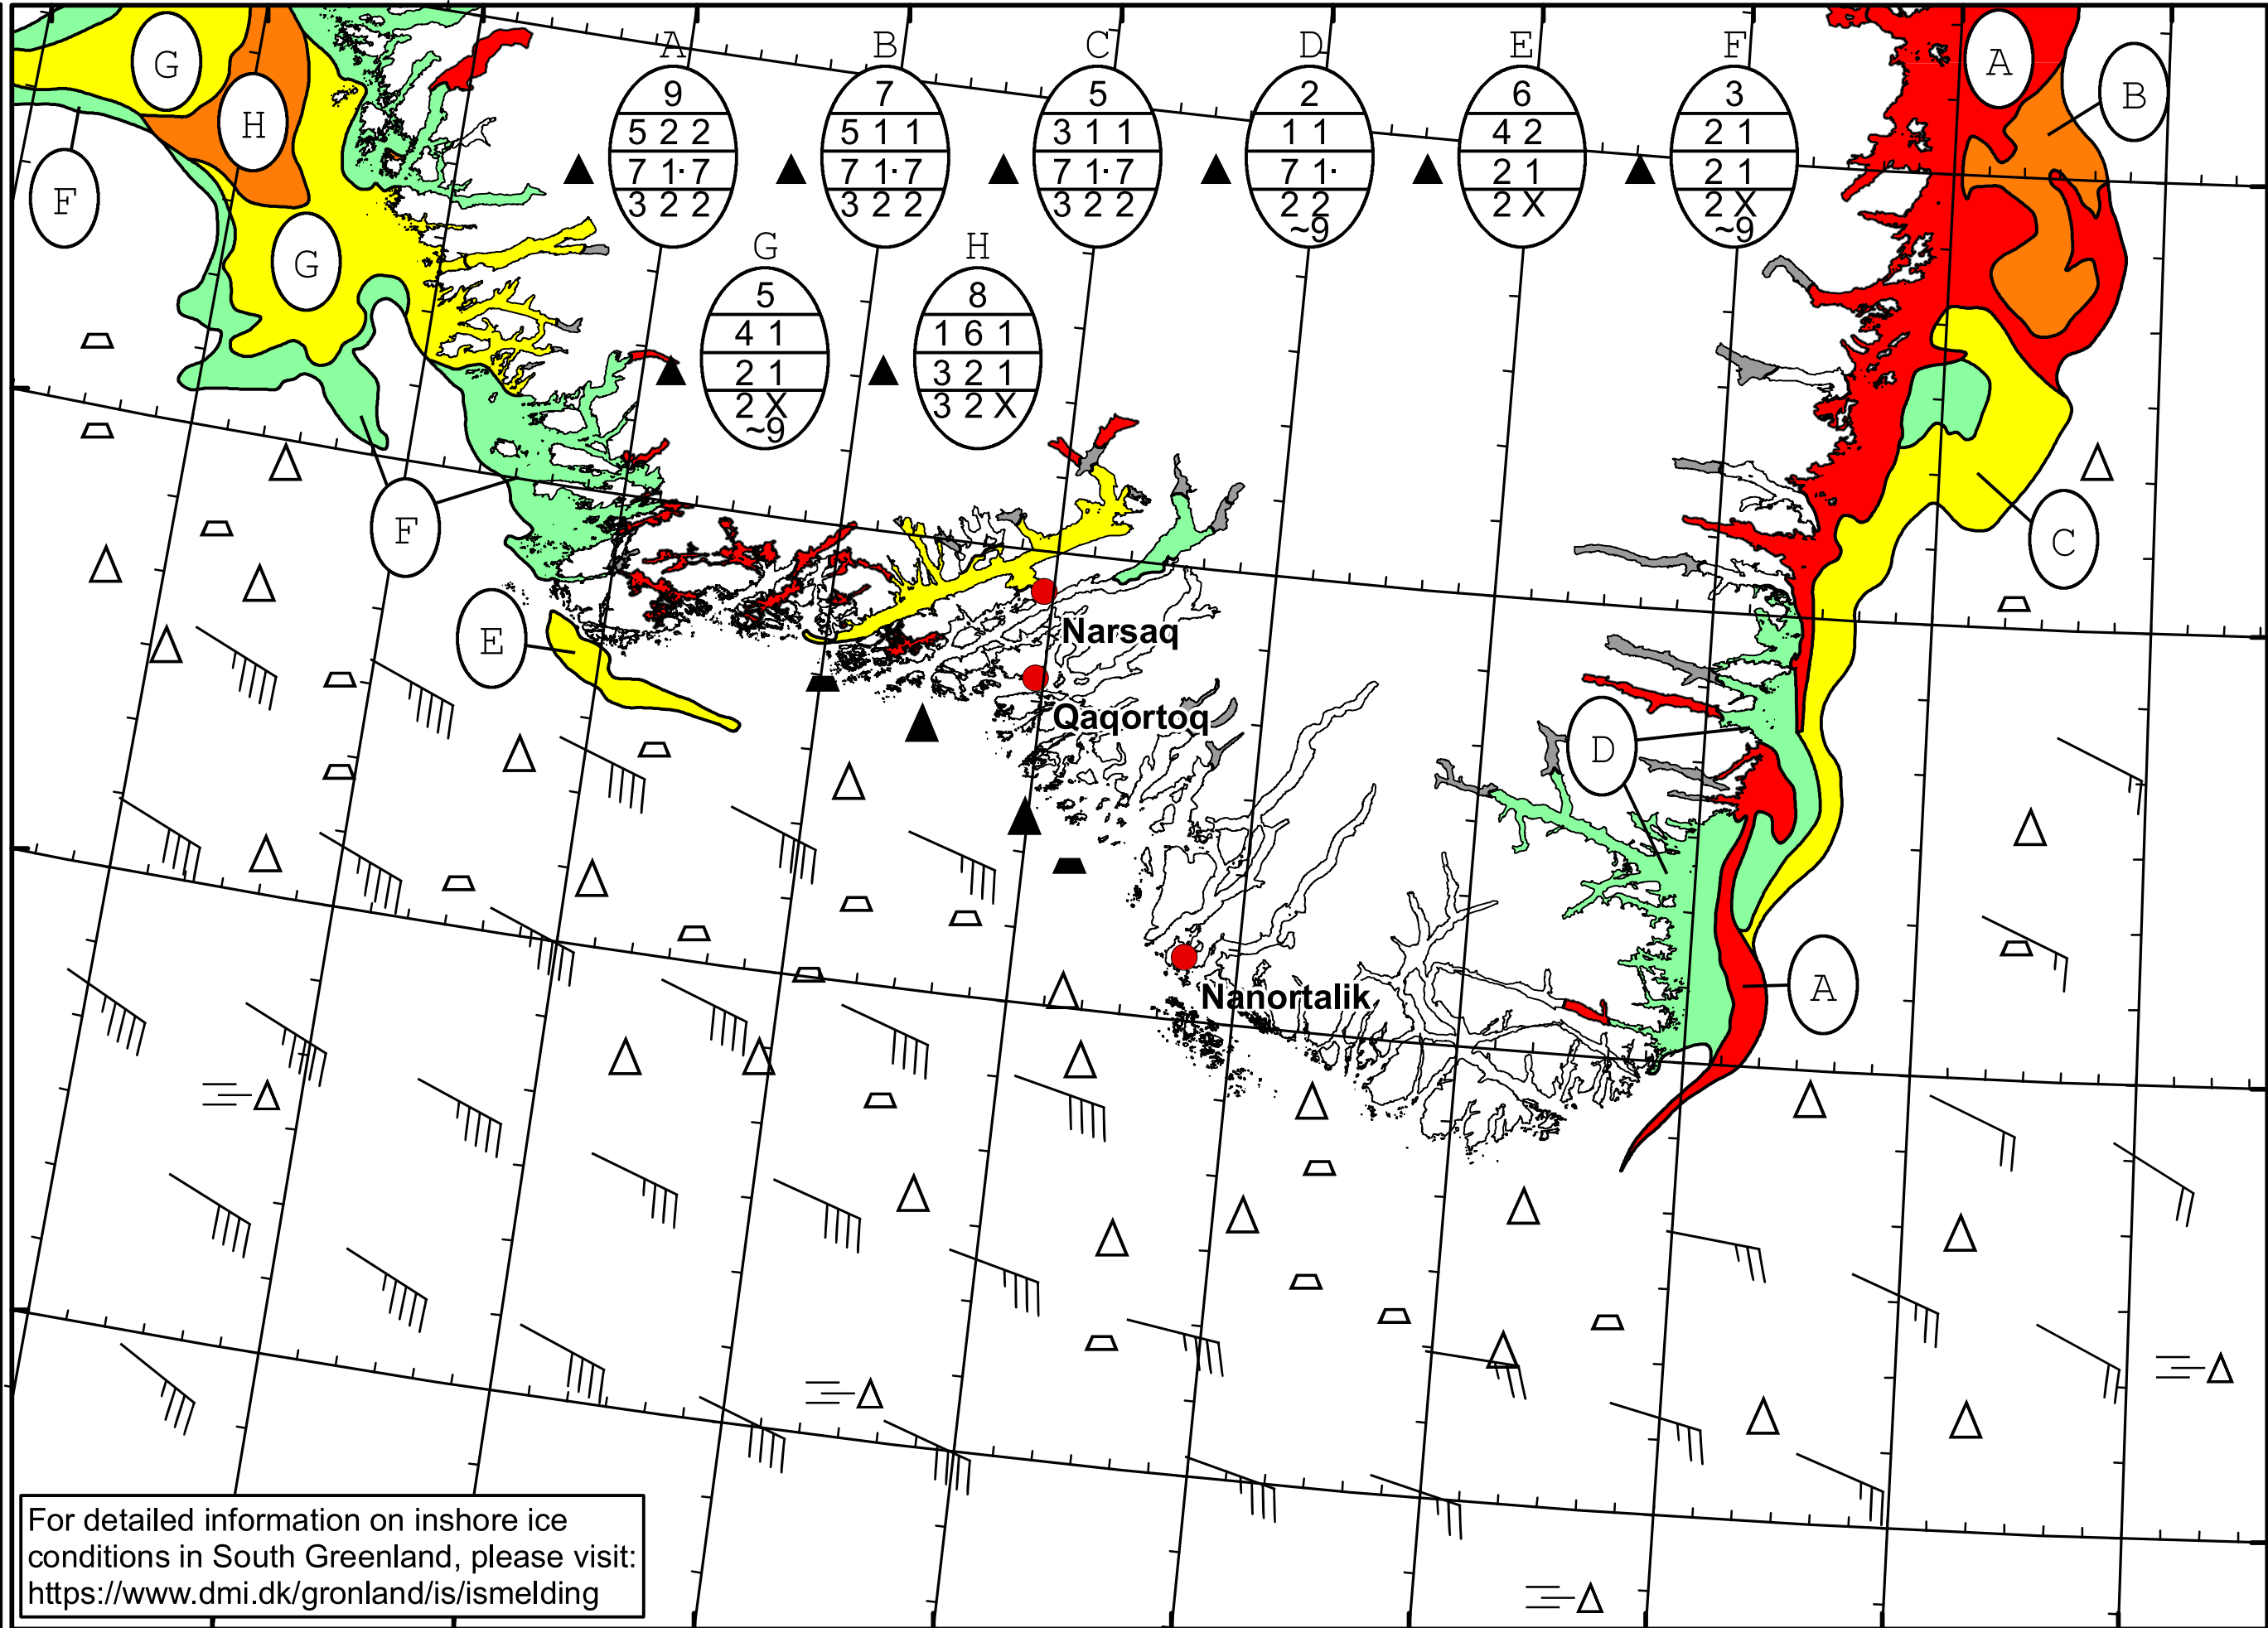 A B C D E F
9 7 5 2 6 3
5 2 2 5 1 1 3 1 1 1 1 4 2 2 1
7 1· 7 7 1· 7 7 1· 7 7 1· 2 1 2 1
3 2 2 3 2 2 3 2 2 2 2 2 X 2 X
~9 ~9
G H
5 8
4 1 1 6 1
2 1 3 2 1
2 X 3 2 X
~9
G
H
F
G
A
B
F
C
E
Narsaq
Qaqortoq
D
A
Nanortalik
For detailed information on inshore ice
conditions in South Greenland, please visit:
https://www.dmi.dk/gronland/is/ismelding